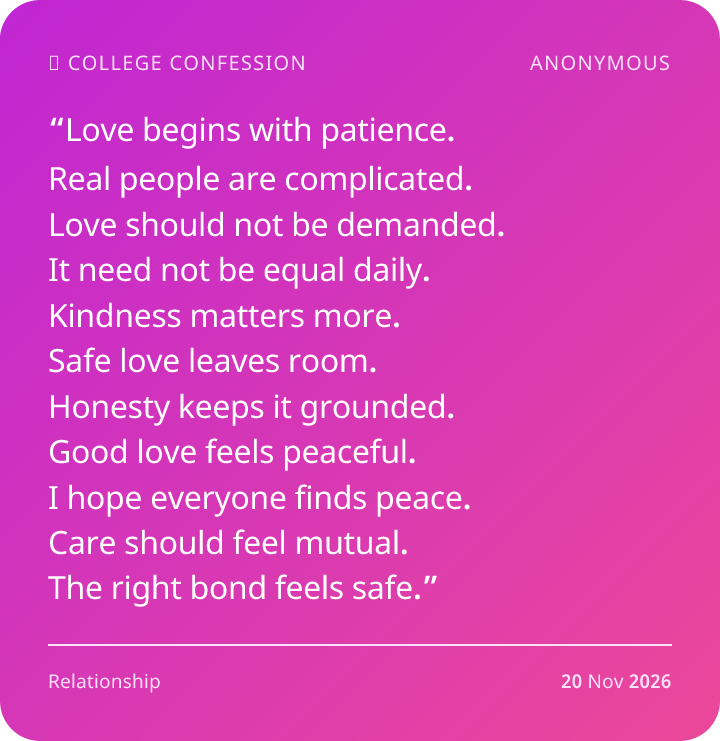 COLLEGE CONFESSION
ANONYMOUS
“Love begins with patience.
Real people are complicated.
Love should not be demanded.
It need not be equal daily.
Kindness matters more.
Safe love leaves room.
Honesty keeps it grounded.
Good love feels peaceful.
I hope everyone finds peace.
Care should feel mutual.
The right bond feels safe.”
Relationship
20 Nov 2026